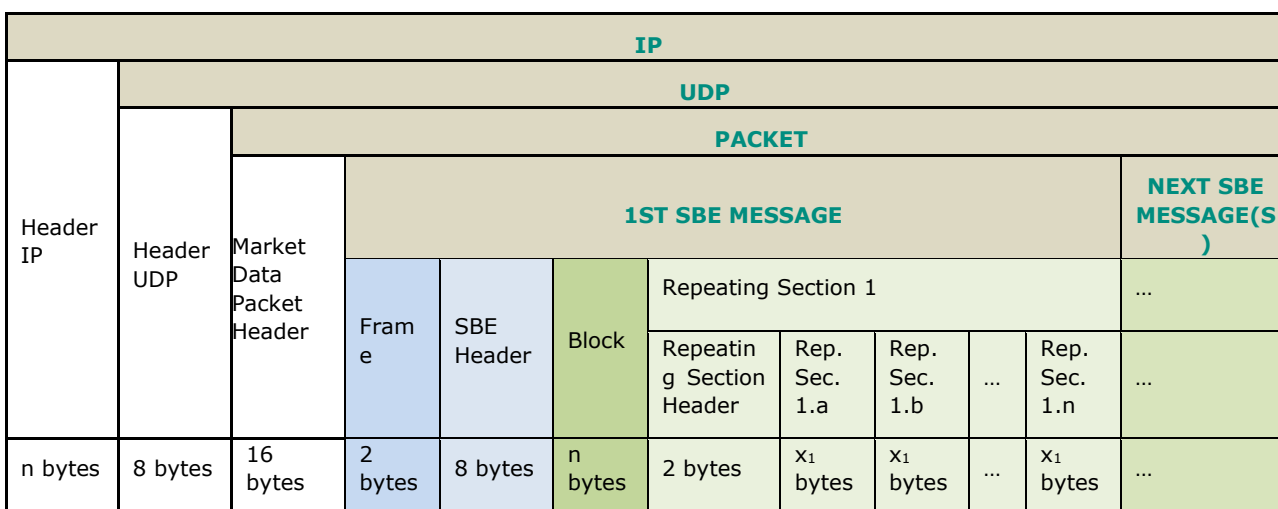 IP
UDP
PACKET
Header
IP
Header
UDP
Market
Data
Packet
Header
1ST SBE MESSAGE
NEXT SBE
MESSAGE(S
)
Fram
e
SBE
Header
Block
Repeating Section 1
...
Repeatin
g Section
Header
Rep.
Sec.
1.a
Rep.
Sec.
1.b
...
Rep.
Sec.
1.n
...
n bytes
8 bytes
16
bytes
2
bytes
8 bytes
n
bytes
2 bytes
x₁
bytes
x₁
bytes
...
x₁
bytes
...